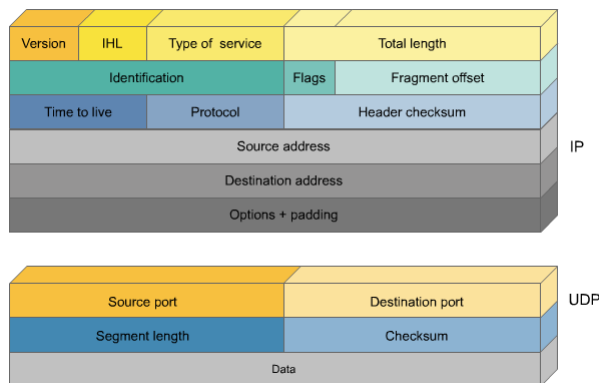 Version IHL Type of service Total length
Identification Flags Fragment offset
Time to live Protocol Header checksum
Source address
IP
Destination address
Options + padding
Source port Destination port
UDP
Segment length Checksum
Data